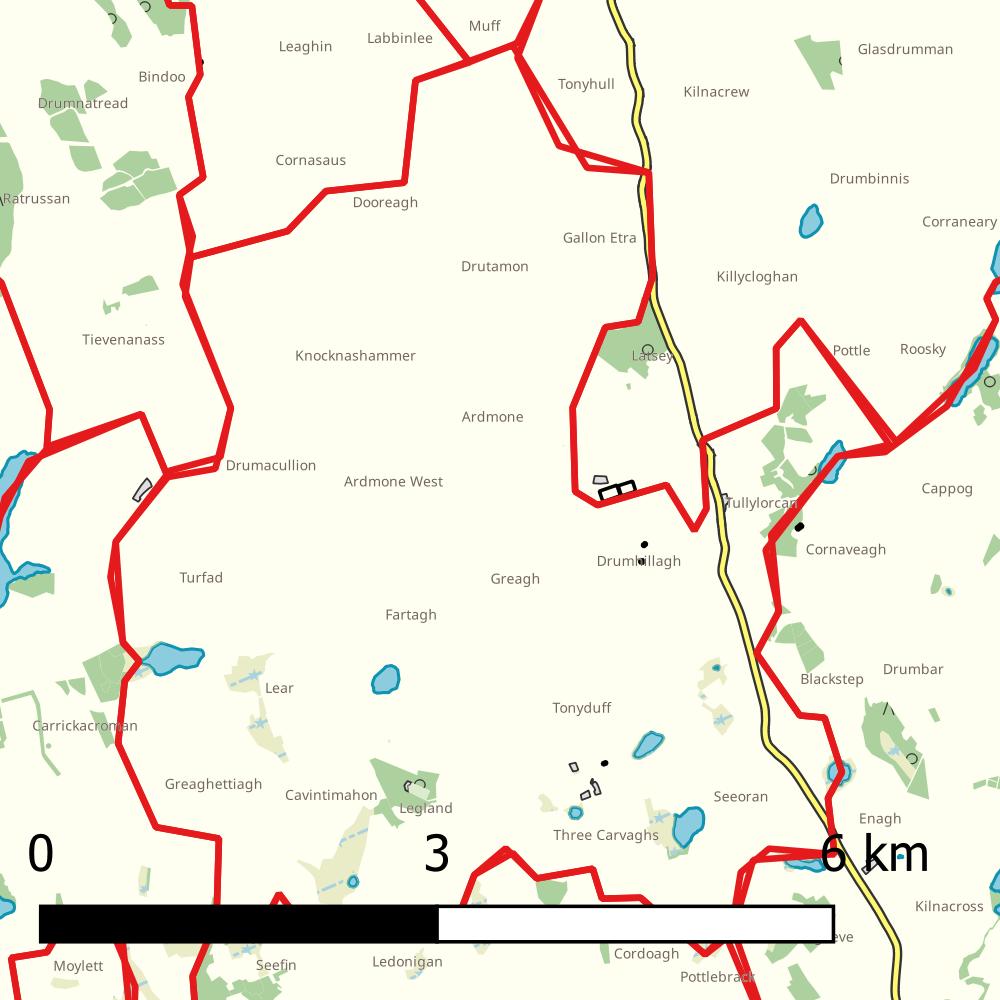 Muff
Labbinlee
Leaghin
Glasdrumman
Bindoo
Tonyhull
Kilnacrew
Drumnatread
Cornasaus
Drumbinnis
Ratrussan
Dooreagh
Corraneary
Gallon Etra
Drutamon
Killycloghan
Tievenanass
Knocknashammer
Latsey
Pottle
Roosky
Ardmone
Drumacullion
Ardmone West
Cappog
Tullylorcan
Cornaveagh
Drumhillagh
Turfad
Greagh
Fartagh
Drumbar
Blackstep
Lear
Tonyduff
Carrickacroman
Greaghettiagh
Cavintimahon
Seeoran
Legland
Enagh
Three Carvaghs
0 3 6 km
Kilnacross
eve
Cordoagh
Ledonigan
Seefin
Moylett
Pottlebrack